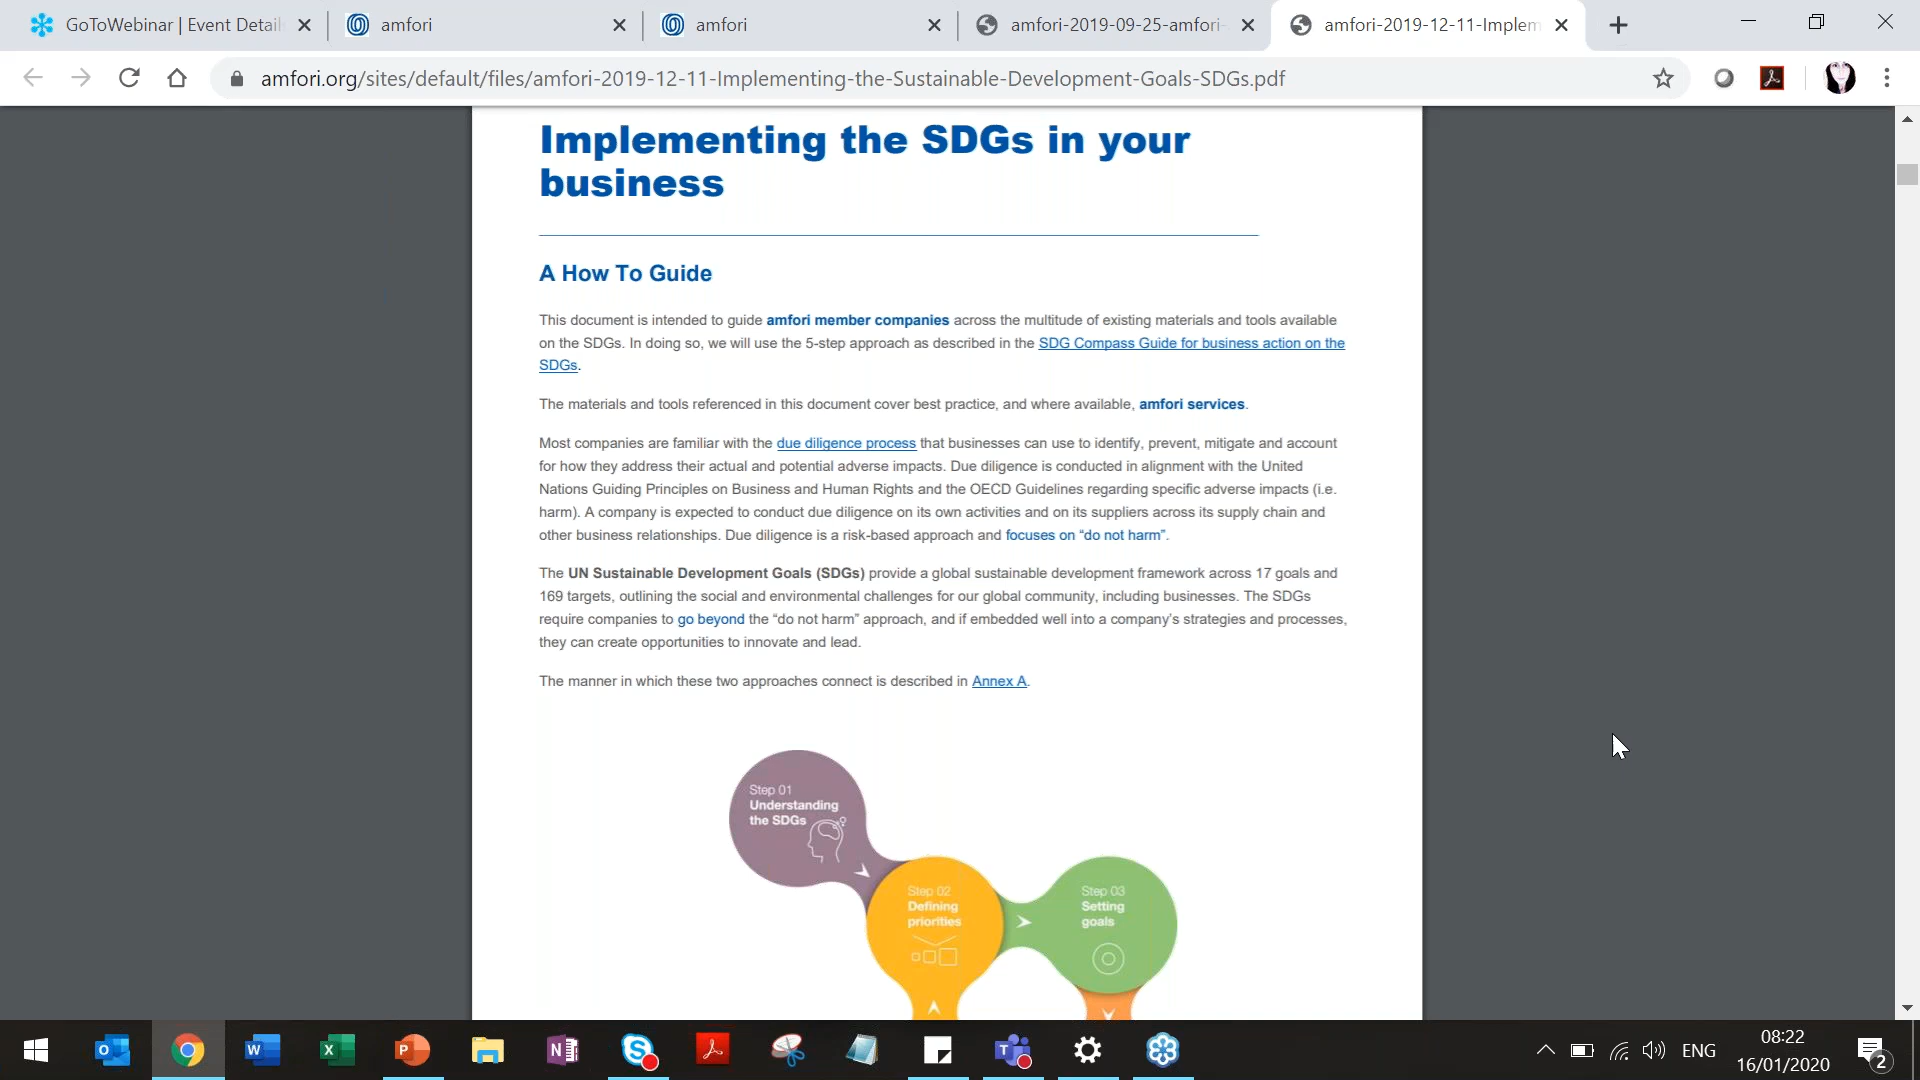 GoToWebinar | Event Detail
amfori
amfori
amfori-2019-09-25-amfori-
amfori-2019-12-11-Implem
amfori.org/sites/default/files/amfori-2019-12-11-Implementing-the-Sustainable-Development-Goals-SDGs.pdf
Implementing the SDGs in your
business
A How To Guide
This document is intended to guide amfori member companies across the multitude of existing materials and tools available
on the SDGs. In doing so, we will use the 5-step approach as described in the SDG Compass Guide for business action on the
SDGs.
The materials and tools referenced in this document cover best practice, and where available, amfori services.
Most companies are familiar with the due diligence process that businesses can use to identify, prevent, mitigate and account
for how they address their actual and potential adverse impacts. Due diligence is conducted in alignment with the United
Nations Guiding Principles on Business and Human Rights and the OECD Guidelines regarding specific adverse impacts (i.e.
harm). A company is expected to conduct due diligence on its own activities and on its suppliers across its supply chain and
other business relationships. Due diligence is a risk-based approach and focuses on “do not harm”.
The UN Sustainable Development Goals (SDGs) provide a global sustainable development framework across 17 goals and
169 targets, outlining the social and environmental challenges for our global community, including businesses. The SDGs
require companies to go beyond the “do not harm” approach, and if embedded well into a company’s strategies and processes,
they can create opportunities to innovate and lead.
The manner in which these two approaches connect is described in Annex A.
Step 01
Understanding
the SDGs
Step 02
Defining
priorities
Step 03
Setting
goals
ENG
08:22
16/01/2020
2